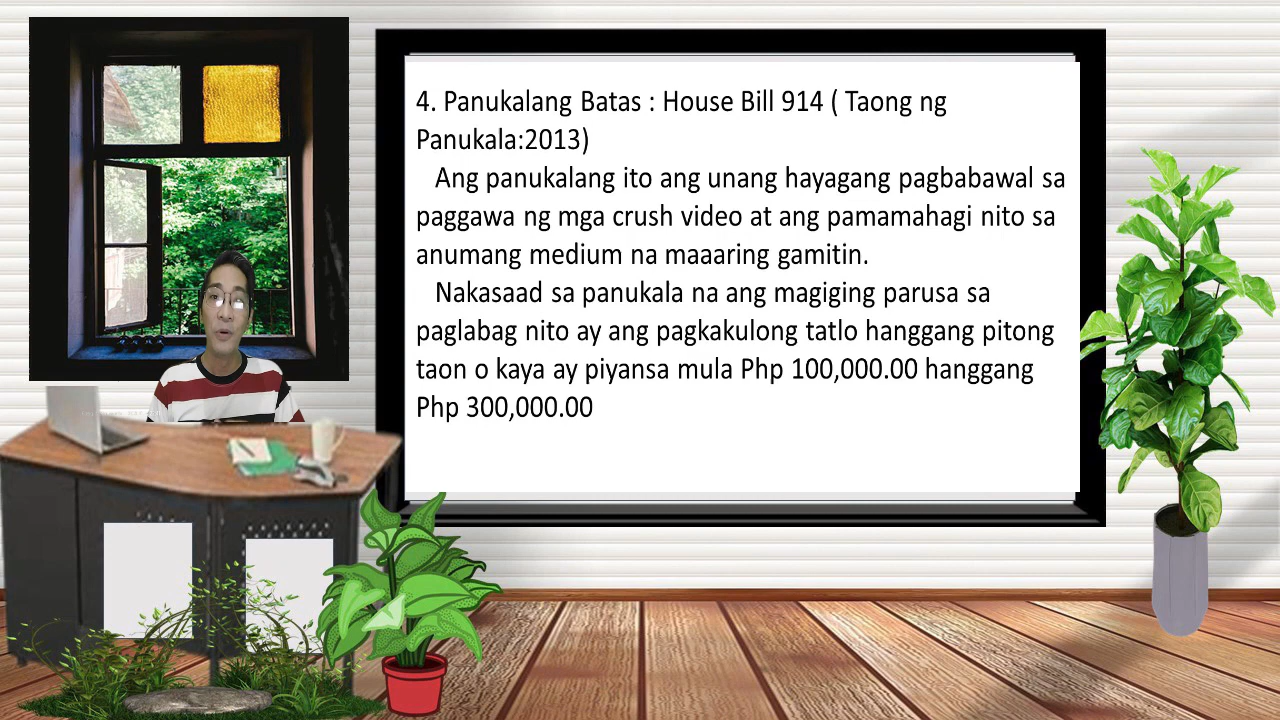 4. Panukalang Batas : House Bill 914 ( Taong ng
Panukala:2013)
Ang panukalang ito ang unang hayagang pagbabawal sa
paggawa ng mga crush video at ang pamamahagi nito sa
anumang medium na maaaring gamitin.
Nakasaad sa panukala na ang magiging parusa sa
paglabag nito ay ang pagkakulong tatlo hanggang pitong
taon o kaya ay piyansa mula Php 100,000.00 hanggang
Php 300,000.00